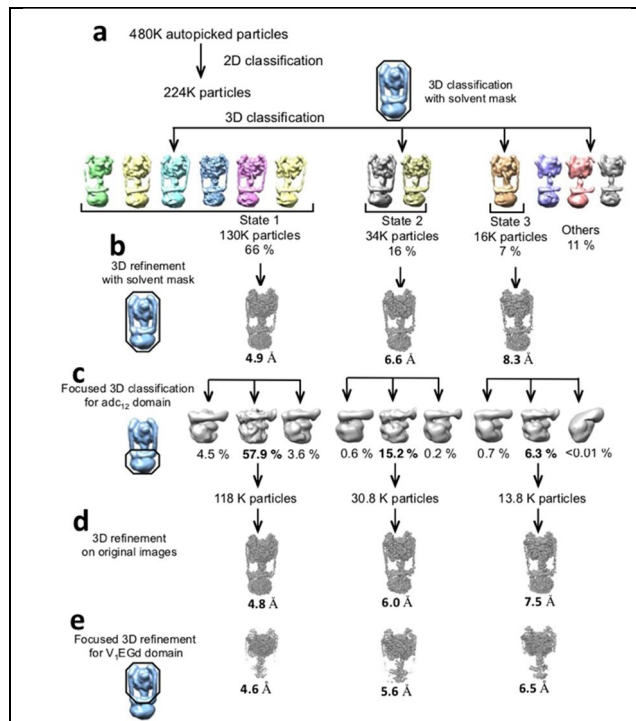 a
480K autopicked particles
2D classification
224K particles
3D classification
with solvent mask
3D classification
State 1
130K particles
66 %
State 2
34K particles
16 %
State 3
16K particles
7 %
Others
11 %
b
3D refinement
with solvent mask
4.9 Å
6.6 Å
8.3 Å
c
Focused 3D classification
for adc₁₂ domain
4.5 %
57.9 %
3.6 %
0.6 %
15.2 %
0.2 %
0.7 %
6.3 %
<0.01 %
118 K particles
30.8 K particles
13.8 K particles
d
3D refinement
on original images
4.8 Å
6.0 Å
7.5 Å
e
Focused 3D refinement
for V₁EGd domain
4.6 Å
5.6 Å
6.5 Å